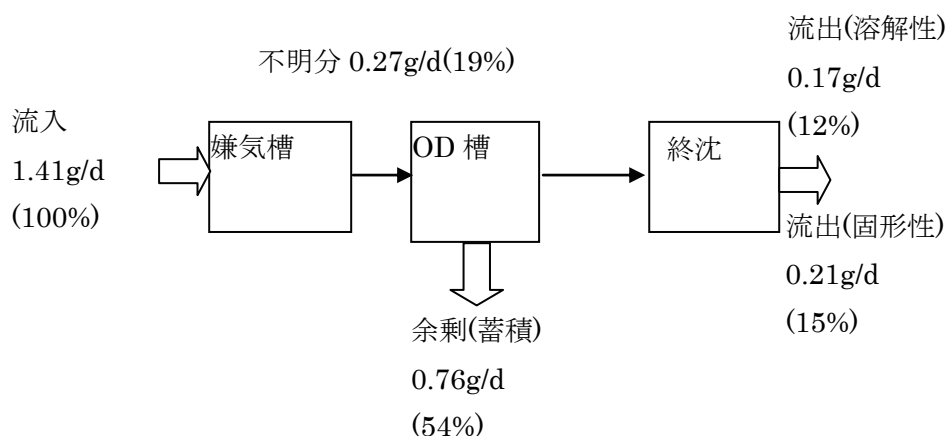 不明分 0.27g/d(19%)
流入
1.41g/d
(100%)
嫌気槽
OD 槽
終沈
流出(溶解性)
0.17g/d
(12%)
流出(固形性)
0.21g/d
(15%)
余剰(蓄積)
0.76g/d
(54%)